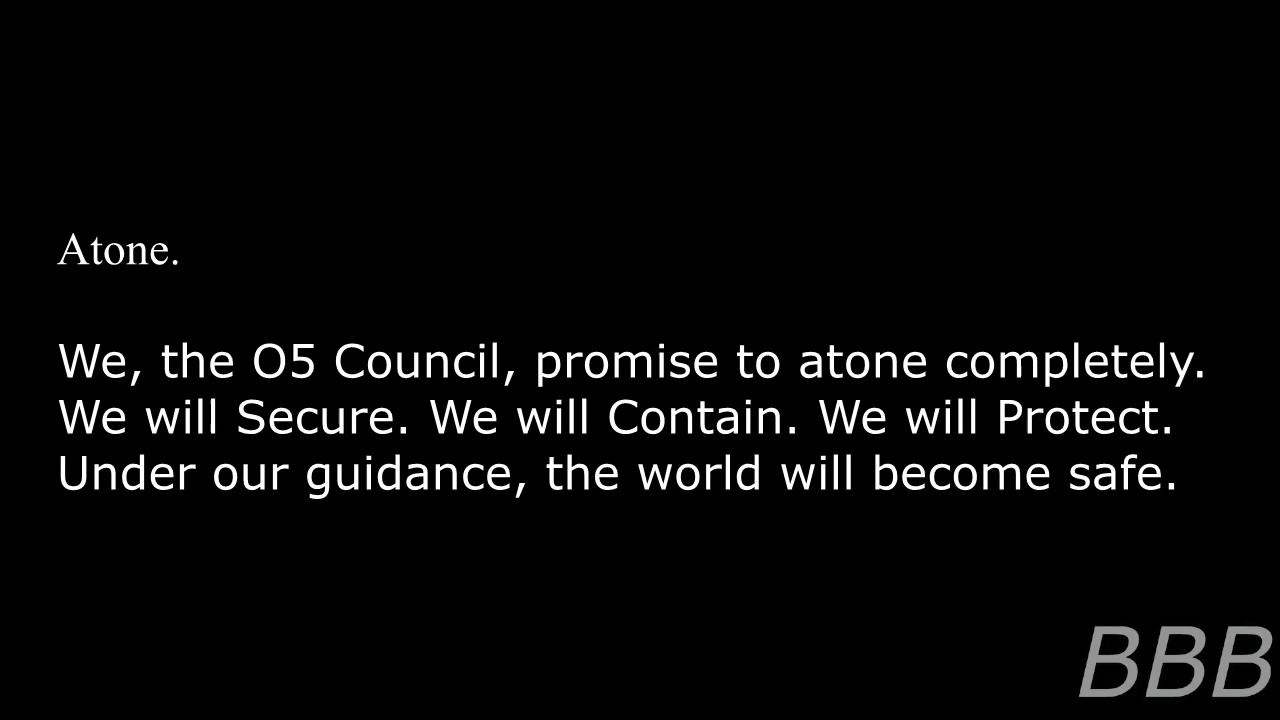 Atone.
We, the O5 Council, promise to atone completely.
We will Secure. We will Contain. We will Protect.
Under our guidance, the world will become safe.
BBB